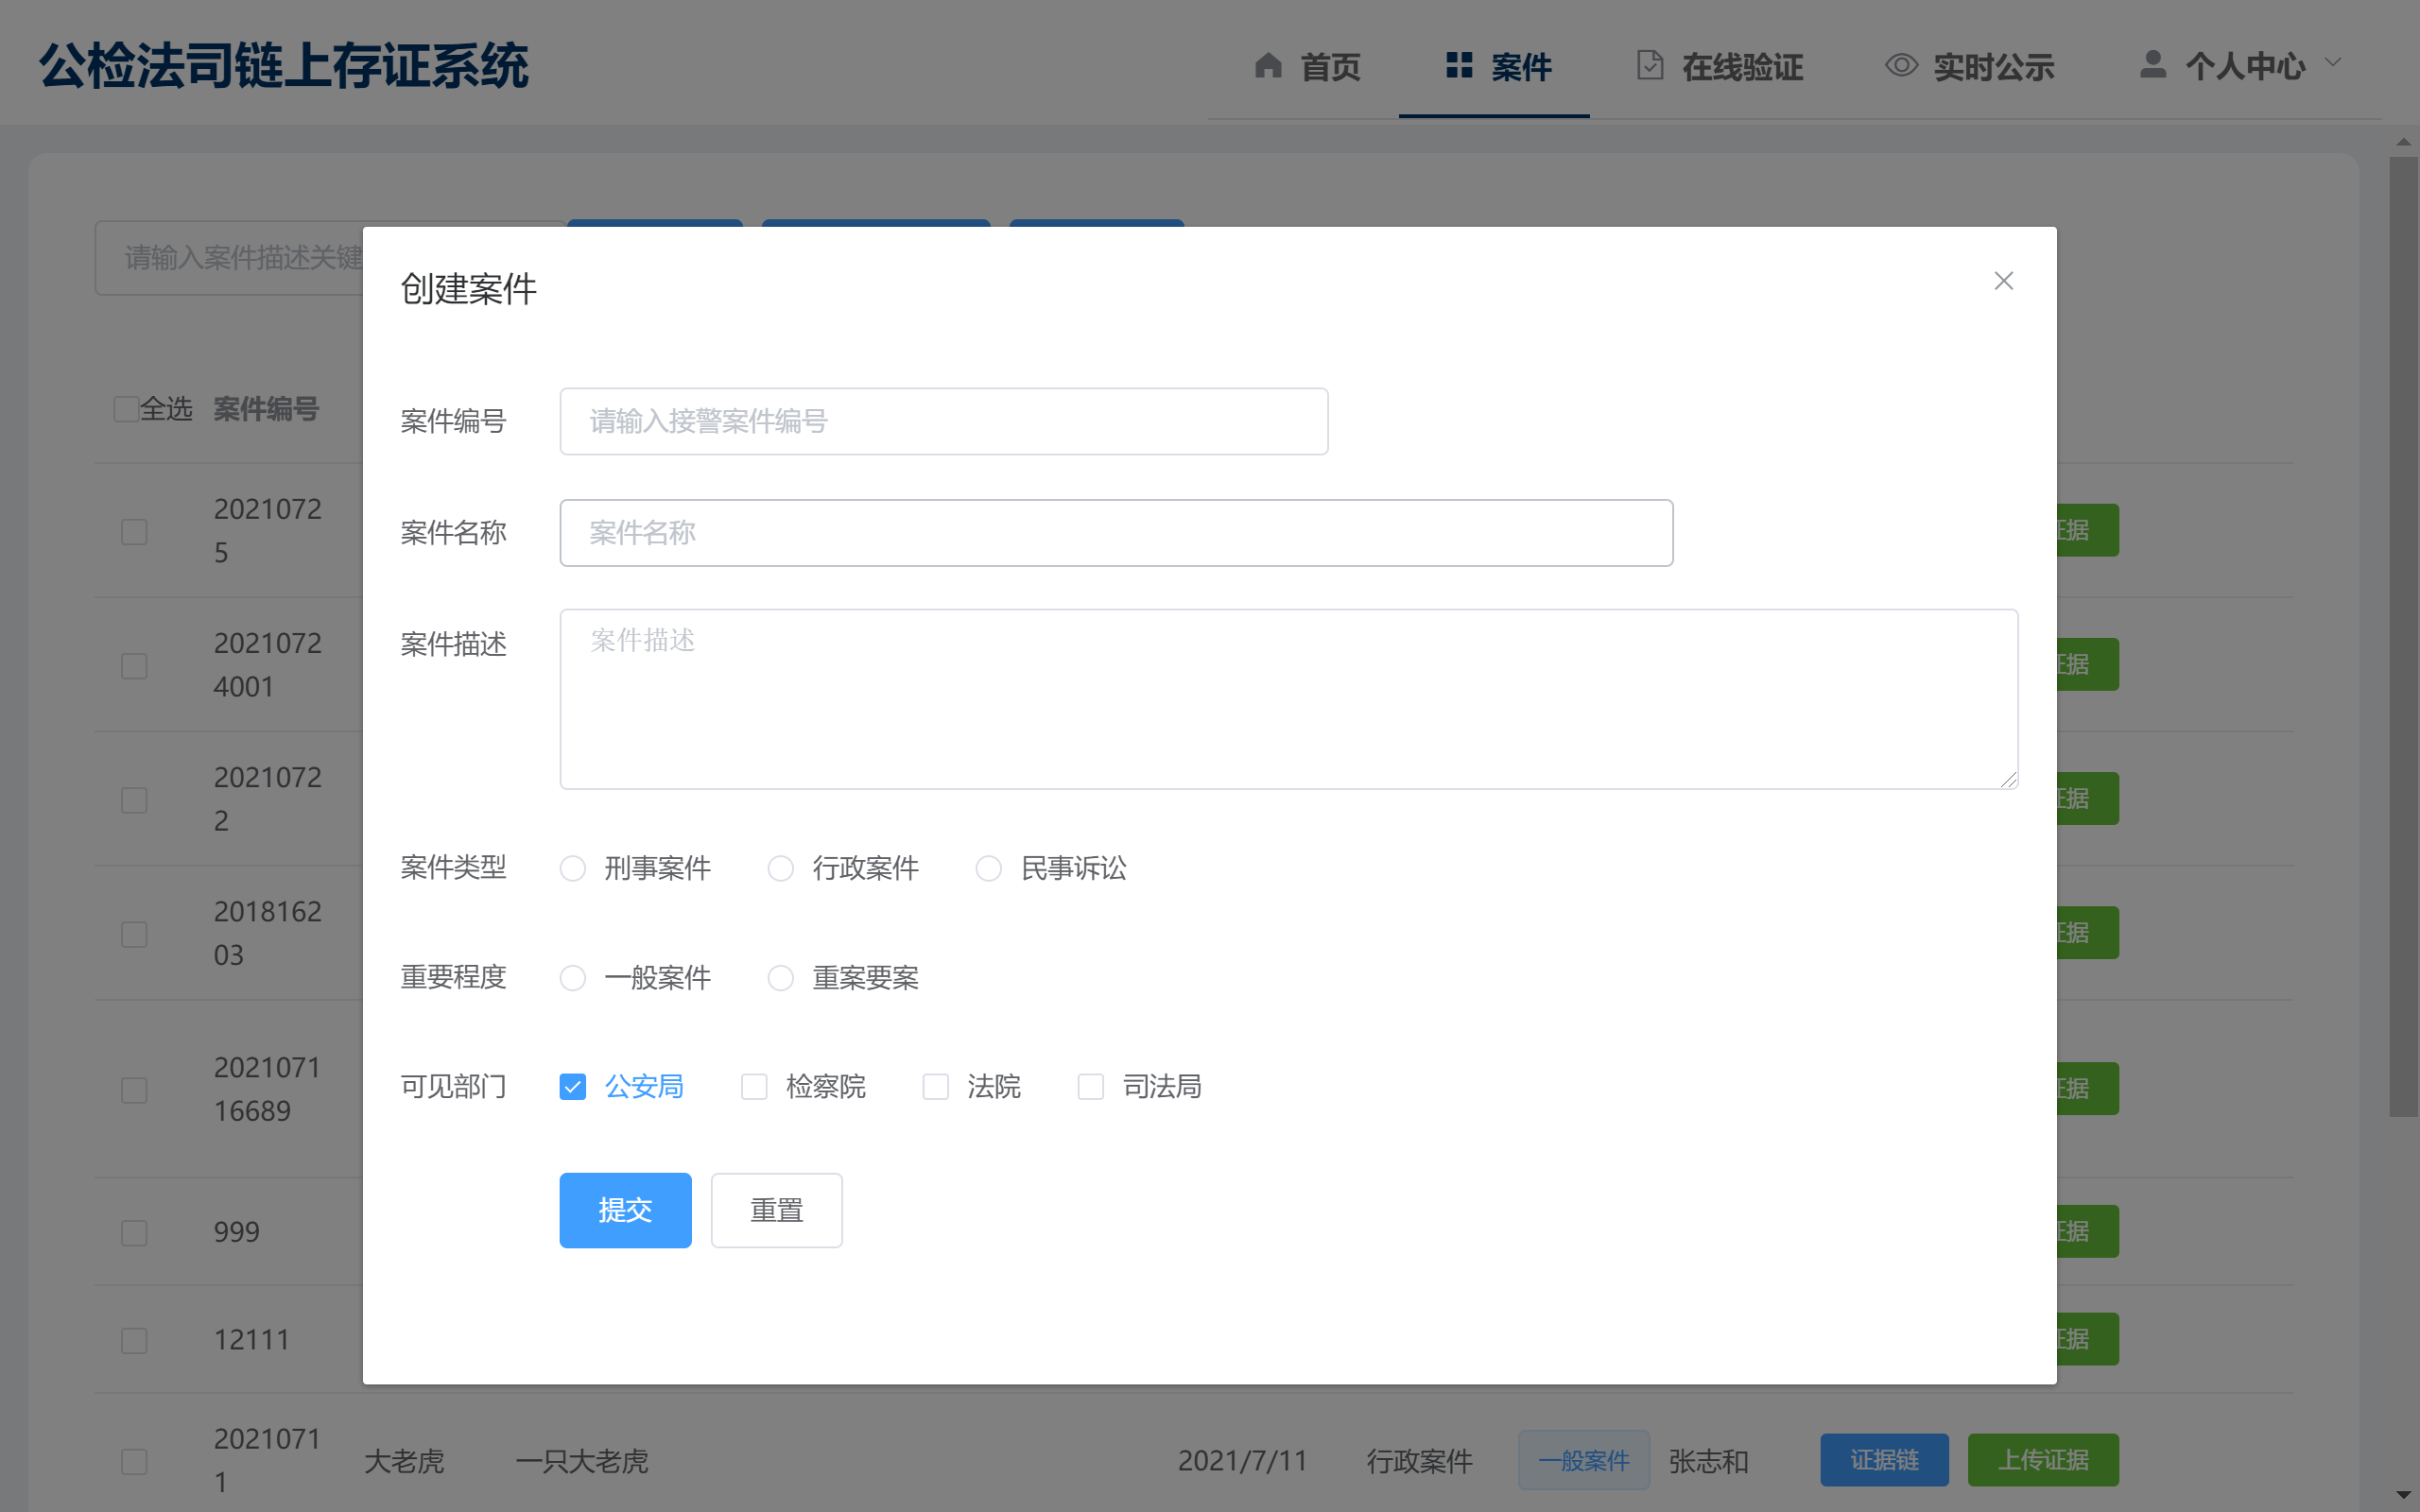 公检法司链上存证系统
首页
案件
在线验证
实时公示
个人中心
请输入案件描述关键
创建案件
案件编号
请输入接警案件编号
全选
案件编号
案件名称
案件名称
2021072
5
证据
案件描述
案件描述
2021072
4001
证据
2021072
2
证据
案件类型
刑事案件
行政案件
民事诉讼
2018162
03
证据
重要程度
一般案件
重案要案
2021071
16689
证据
可见部门
公安局
检察院
法院
司法局
提交
重置
999
证据
12111
证据
2021071
1
大老虎
一只大老虎
2021/7/11
行政案件
一般案件
张志和
证据链
上传证据